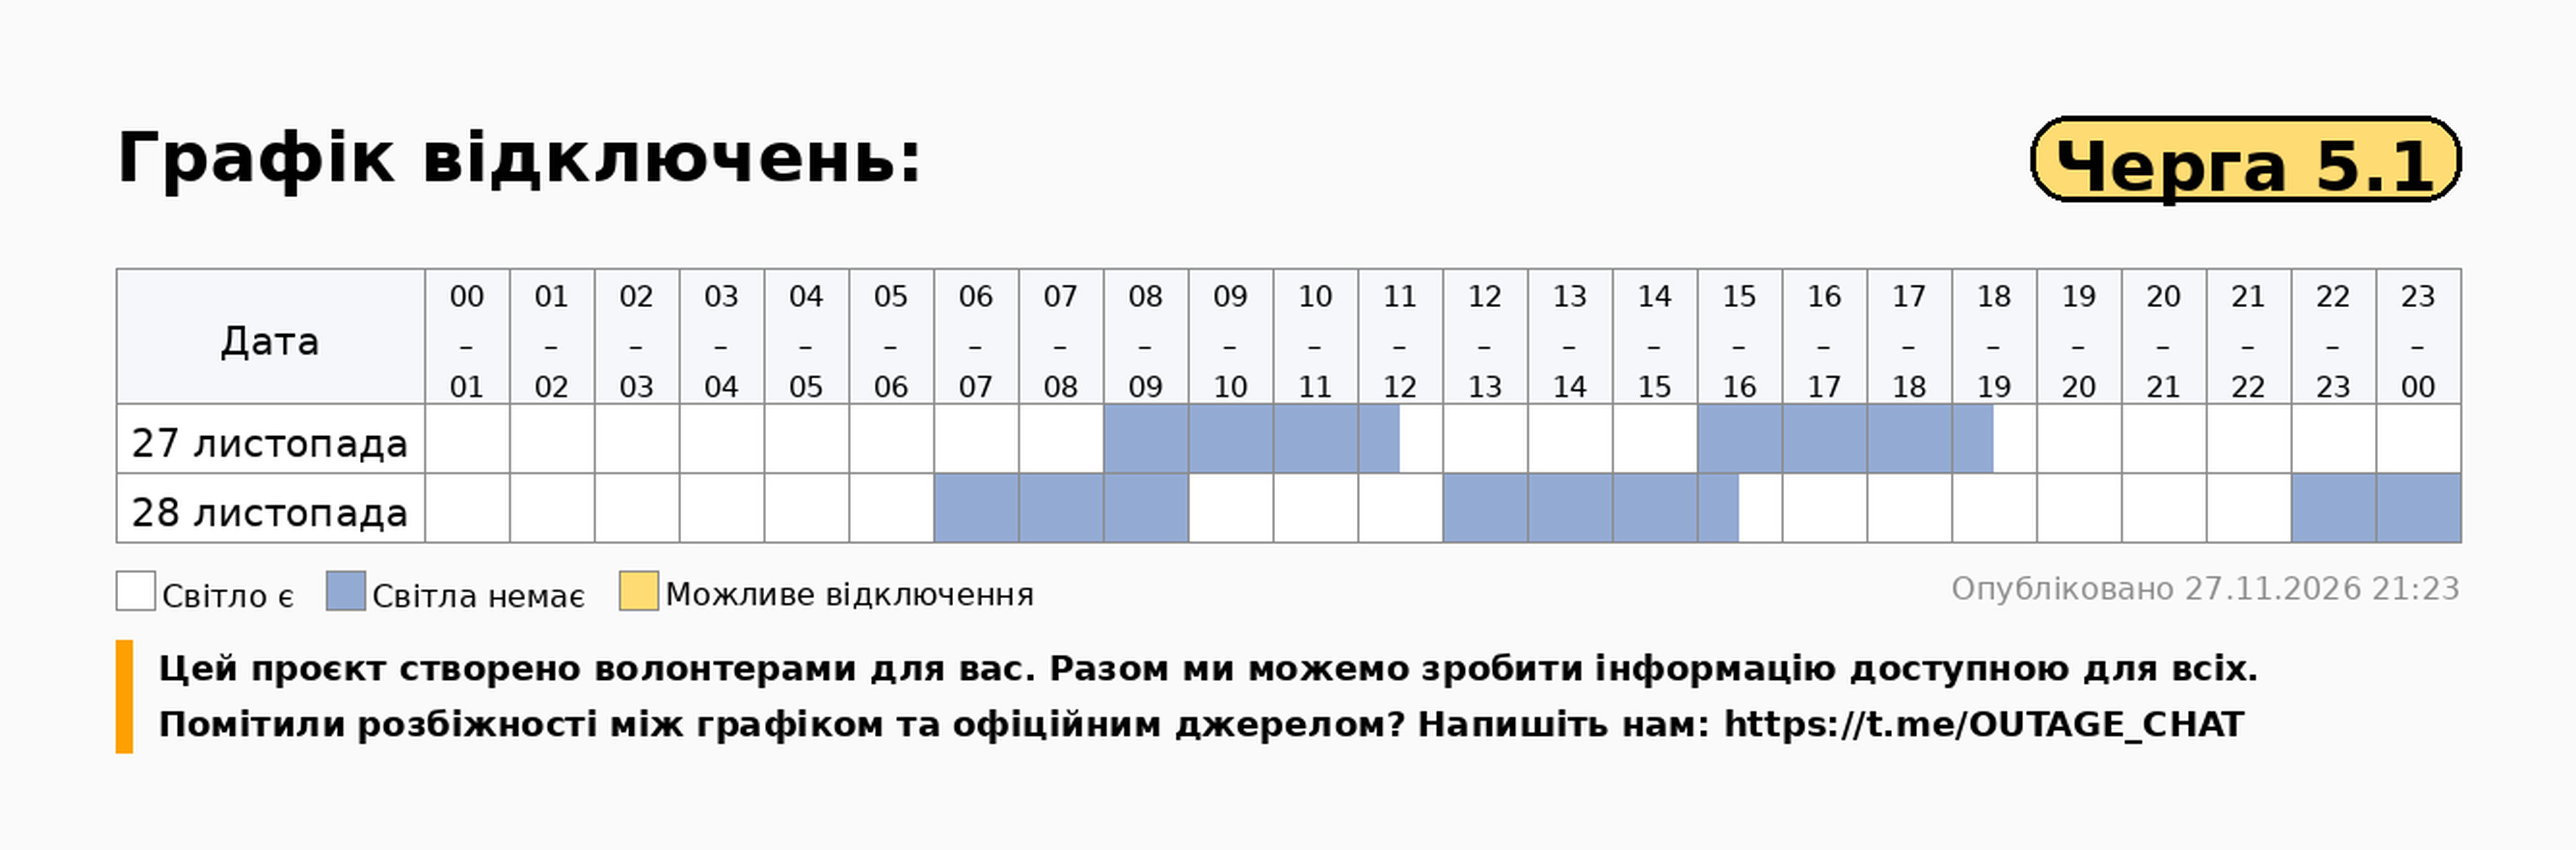 Графік відключень:
Черга 5.1
Дата
00 – 01
01 – 02
02 – 03
03 – 04
04 – 05
05 – 06
06 – 07
07 – 08
08 – 09
09 – 10
10 – 11
11 – 12
12 – 13
13 – 14
14 – 15
15 – 16
16 – 17
17 – 18
18 – 19
19 – 20
20 – 21
21 – 22
22 – 23
23 – 00
27 листопада
28 листопада
Світло є
Світла немає
Можливе відключення
Опубліковано 27.11.2026 21:23
Цей проєкт створено волонтерами для вас. Разом ми можемо зробити інформацію доступною для всіх.
Помітили розбіжності між графіком та офіційним джерелом? Напишіть нам: https://t.me/OUTAGE_CHAT